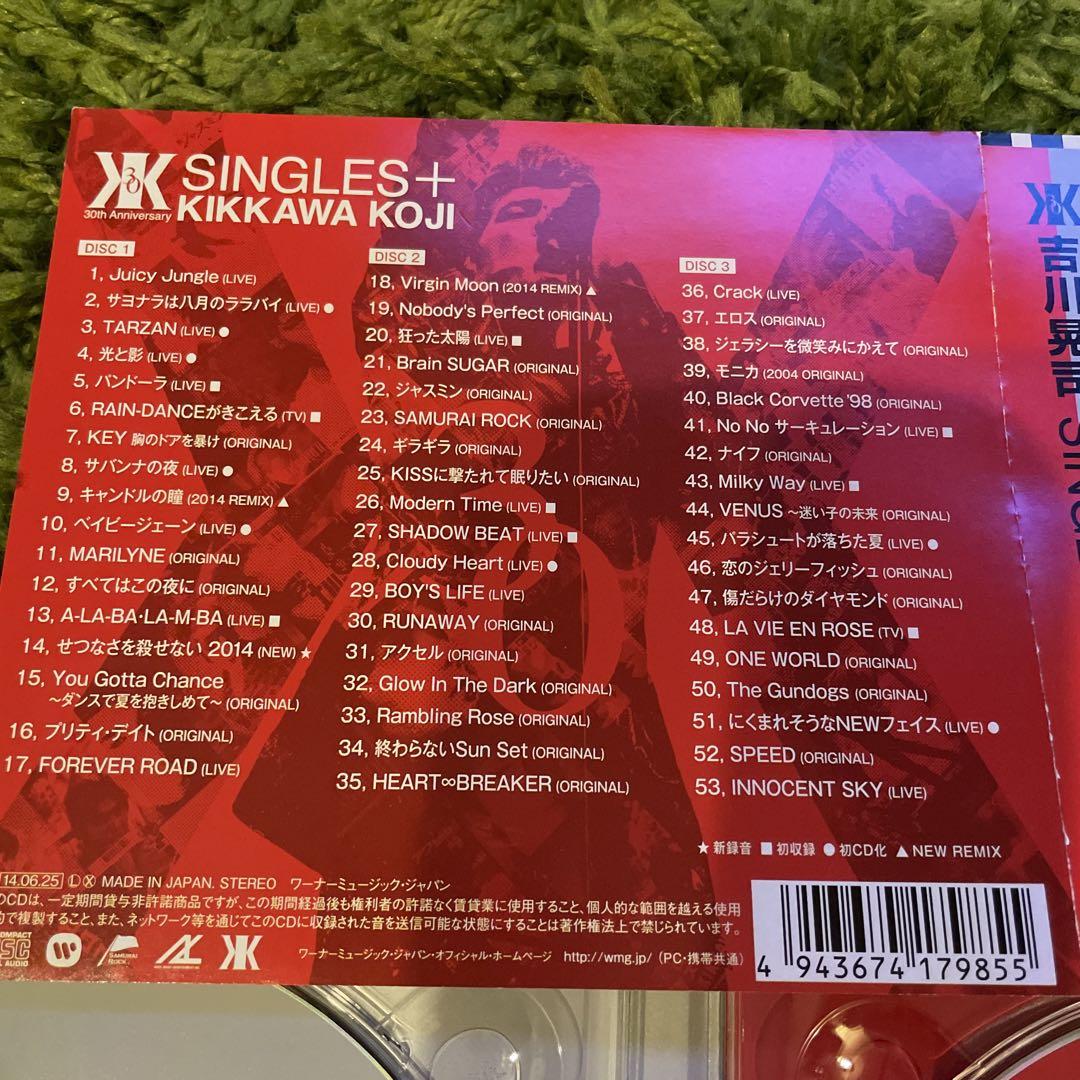 30
30th Anniversary
SINGLES+
KIKKAWA KOJI
DISC 1
1, Juicy Jungle (LIVE)
2, サヨナラは八月のララバイ (LIVE) ●
3, TARZAN (LIVE) ●
4, 光と影 (LIVE) ●
5, パンドーラ (LIVE) ■
6, RAIN-DANCEがきこえる (TV) ■
7, KEY 胸のドアを暴け (ORIGINAL)
8, サバンナの夜 (LIVE) ●
9, キャンドルの瞳 (2014 REMIX) ▲
10, ベイビージェーン (LIVE) ●
11, MARILYNE (ORIGINAL)
12, すべてはこの夜に (ORIGINAL)
13, A-LA-BA・LA-M-BA (LIVE) ■
14, せつなさを殺せない 2014 (NEW) ★
15, You Gotta Chance
〜ダンスで夏を抱きしめて〜 (ORIGINAL)
16, プリティ・デイト (ORIGINAL)
17, FOREVER ROAD (LIVE)
DISC 2
18, Virgin Moon (2014 REMIX) ▲
19, Nobody's Perfect (ORIGINAL)
20, 狂った太陽 (LIVE) ■
21, Brain SUGAR (ORIGINAL)
22, ジャスミン (ORIGINAL)
23, SAMURAI ROCK (ORIGINAL)
24, ギラギラ (ORIGINAL)
25, KISSに撃たれて眠りたい (ORIGINAL)
26, Modern Time (LIVE) ■
27, SHADOW BEAT (LIVE) ■
28, Cloudy Heart (LIVE) ●
29, BOY'S LIFE (LIVE)
30, RUNAWAY (ORIGINAL)
31, アクセル (ORIGINAL)
32, Glow In The Dark (ORIGINAL)
33, Rambling Rose (ORIGINAL)
34, 終わらないSun Set (ORIGINAL)
35, HEART∞BREAKER (ORIGINAL)
DISC 3
36, Crack (LIVE)
37, エロス (ORIGINAL)
38, ジェラシーを微笑みにかえて (ORIGINAL)
39, モニカ (2004 ORIGINAL)
40, Black Corvette '98 (ORIGINAL)
41, No No サーキュレーション (LIVE) ■
42, ナイフ (ORIGINAL)
43, Milky Way (LIVE) ■
44, VENUS 〜迷い子の未来 (ORIGINAL)
45, パラシュートが落ちた夏 (LIVE) ●
46, 恋のジェリーフィッシュ (ORIGINAL)
47, 傷だらけのダイヤモンド (ORIGINAL)
48, LA VIE EN ROSE (TV) ■
49, ONE WORLD (ORIGINAL)
50, The Gundogs (ORIGINAL)
51, にくまれそうなNEWフェイス (LIVE) ●
52, SPEED (ORIGINAL)
53, INNOCENT SKY (LIVE)
★新録音 ■初収録 ●初CD化 ▲NEW REMIX
14.06.25 Ⓛ Ⓧ MADE IN JAPAN. STEREO ワーナーミュージック・ジャパン
のCDは、一定期間貸与非許諾商品ですが、この期間経過後も権利者の許諾なく賃貸業に使用すること、個人的な範囲を越える使用
的で複製すること、また、ネットワーク等を通じてこのCDに収録された音を送信可能な状態にすることは著作権法上で禁じられています。
SAMURAI ROCK
ワーナーミュージック・ジャパン・オフィシャル・ホームページ http://wmg.jp/ (PC・携帯共通)
4 943674 179855
吉川晃司 SINGL